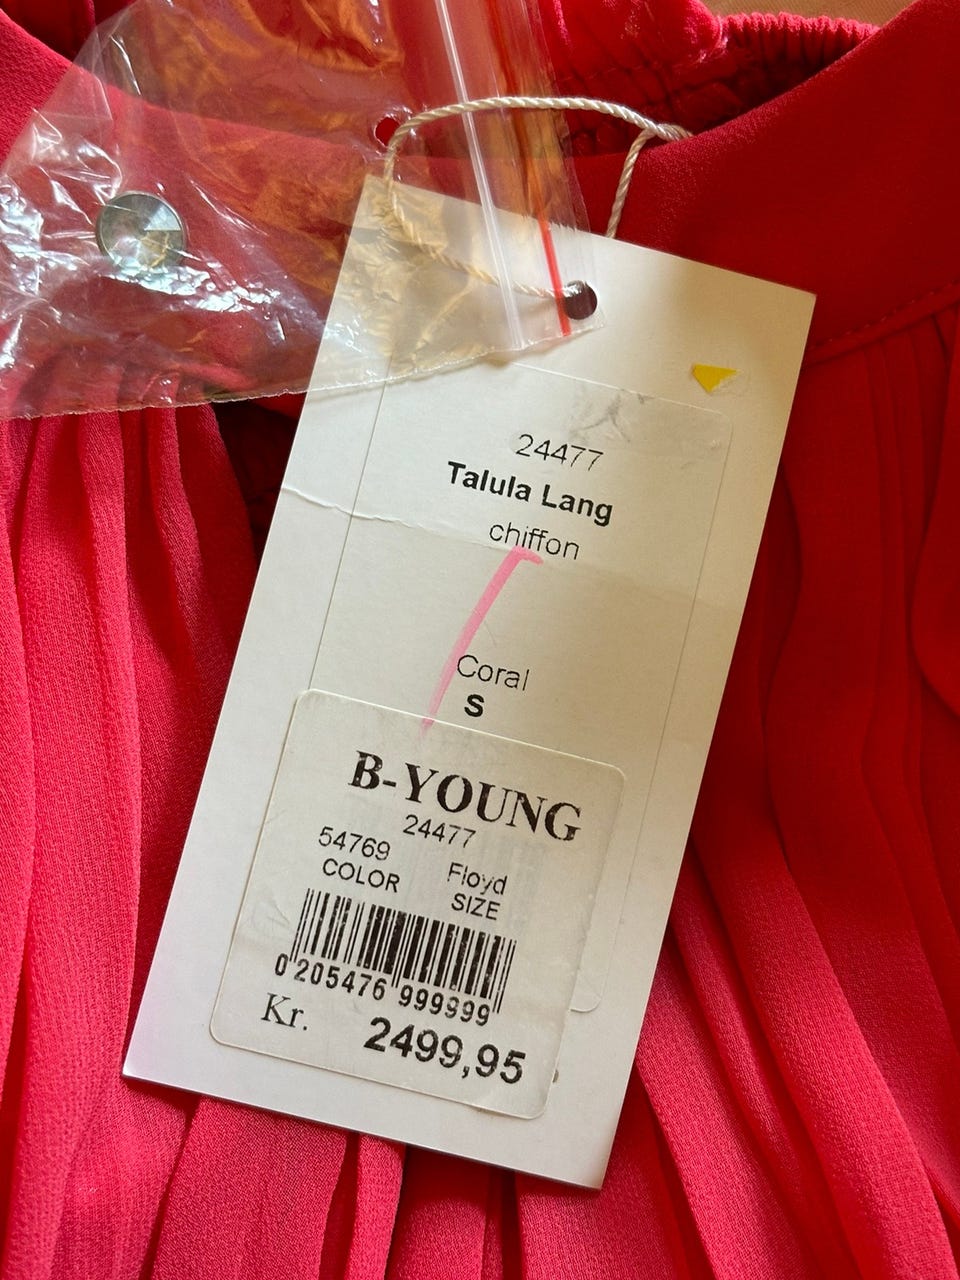 24477
Talula Lang
chiffon
Coral
S
B-YOUNG
24477
54769 Floyd
COLOR SIZE
0 205476 999999
Kr. 2499,95